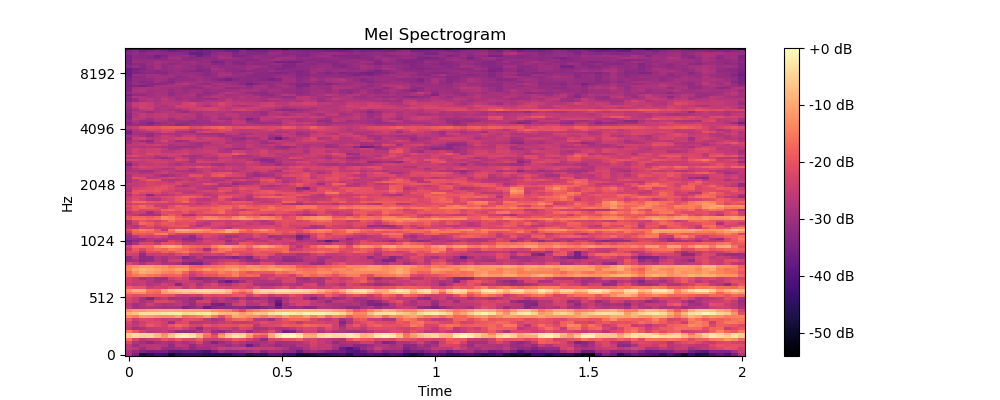 Mel Spectrogram
+0 dB
8192
-10 dB
4096
-20 dB
2048
Hz
-30 dB
1024
-40 dB
512
-50 dB
0
0 0.5 1 1.5 2
Time